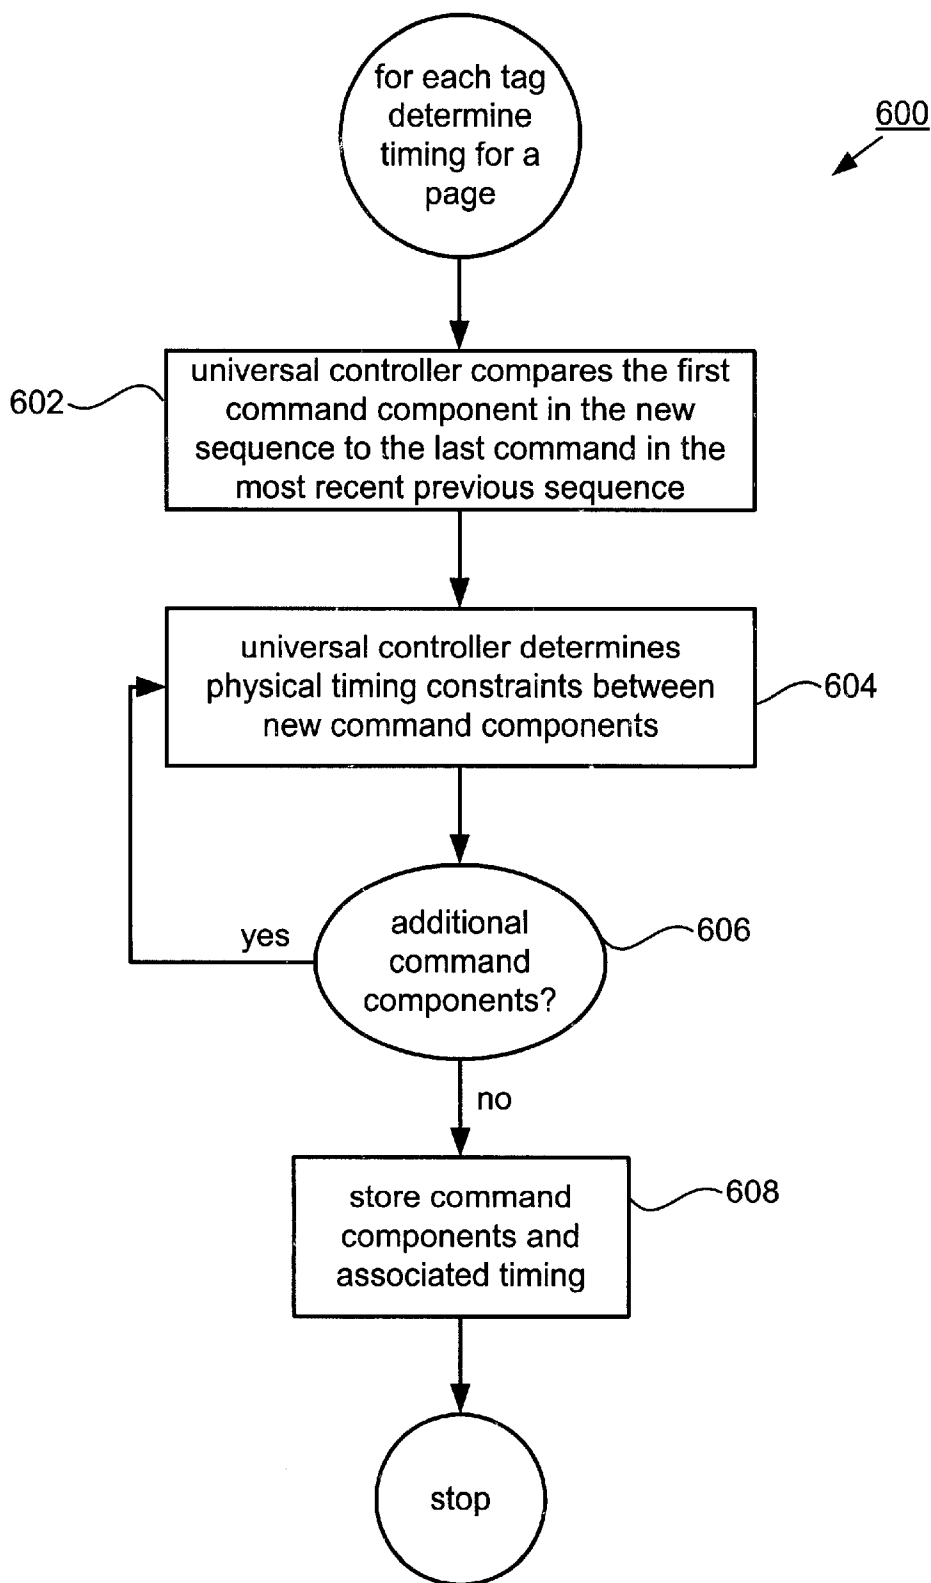 for each tag
determine
timing for a
page
600
602
universal controller compares the first
command component in the new
sequence to the last command in the
most recent previous sequence
universal controller determines
physical timing constraints between
new command components
604
yes
additional
command
components?
606
no
store command
components and
associated timing
608
stop